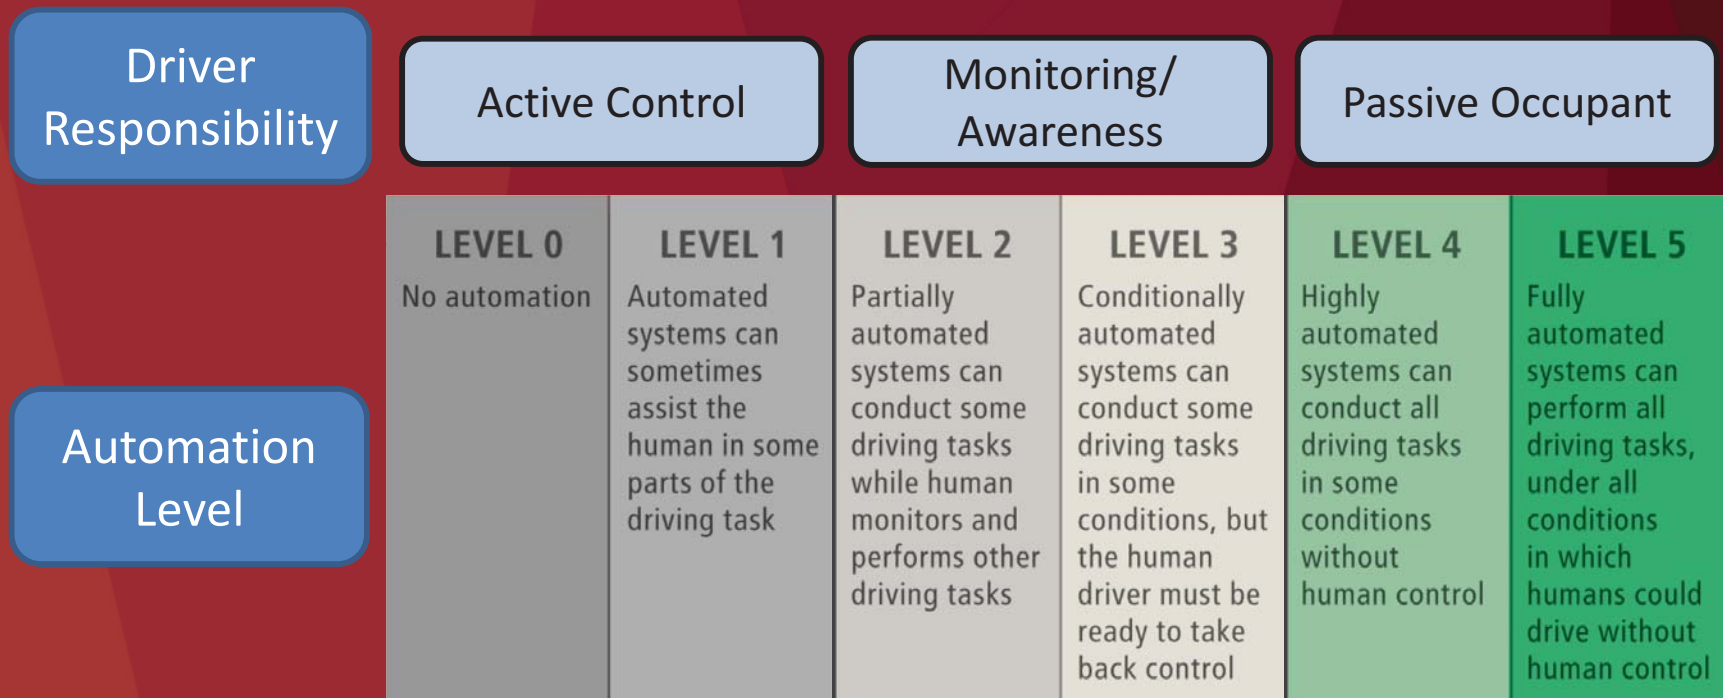 Driver
Responsibility
Active Control
Monitoring/
Awareness
Passive Occupant
Automation
Level
LEVEL 0
No automation
LEVEL 1
Automated
systems can
sometimes
assist the
human in some
parts of the
driving task
LEVEL 2
Partially
automated
systems can
conduct some
driving tasks
while human
monitors and
performs other
driving tasks
LEVEL 3
Conditionally
automated
systems can
conduct some
driving tasks
in some
conditions, but
the human
driver must be
ready to take
back control
LEVEL 4
Highly
automated
systems can
conduct all
driving tasks
in some
conditions
without
human control
LEVEL 5
Fully
automated
systems can
perform all
driving tasks,
under all
conditions
in which
humans could
drive without
human control